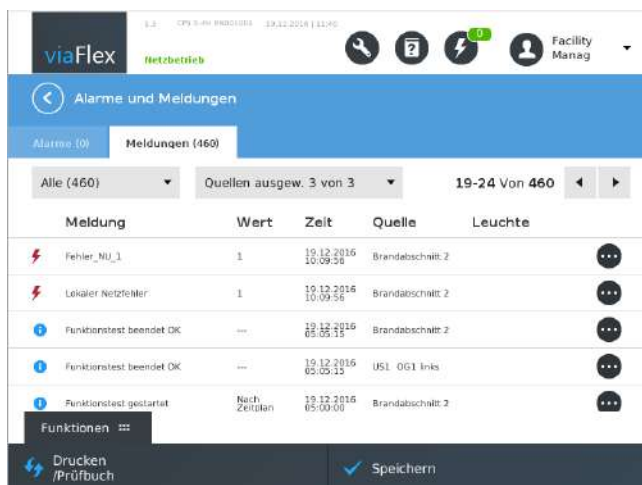 1.3 CPS 19.12.2016 | 11:40
0
viaFlex
Netzbetrieb
Facility
Manag
Alarme und Meldungen
Alarme (0) Meldungen (460)
Alle (460) Quellen ausgew. 3 von 3 19-24 Von 460
Meldung Wert Zeit Quelle Leuchte
Fehler_NU_1 1 19.12.2016 10:09:56 Brandabschnitt 2
Lokaler Netzfehler 1 19.12.2016 10:09:56 Brandabschnitt 2
Funktionstest beendet OK --- 19.12.2016 05:05:15 Brandabschnitt 2
Funktionstest beendet OK --- 19.12.2016 05:05:15 US1 OG1 links
Funktionstest gestartet Nach Zeitplan 19.12.2016 05:00:00 Brandabschnitt 2
Funktionen
Drucken
/Prüfbuch
Speichern